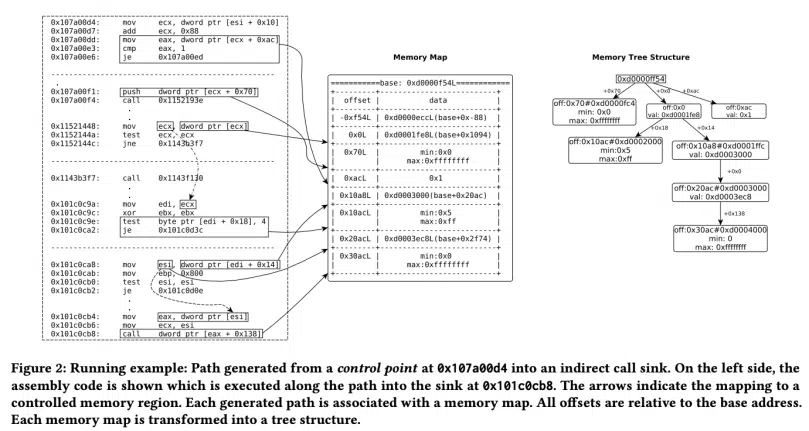 0x107a00d4: mov ecx, dword ptr [esi + 0x10]
0x107a00d7: add ecx, 0x88
0x107a00dd: mov eax, dword ptr [ecx + 0xac]
0x107a00e3: cmp eax, 1
0x107a00e6: je 0x107a00ed
.
0x107a00f1: push dword ptr [ecx + 0x70]
0x107a00f4: call 0x1152193e
.
0x11521448: mov ecx, dword ptr [ecx]
0x1152144a: test ecx, ecx
0x1152144c: jne 0x1143b3f7
0x1143b3f7: call 0x1143f130
.
0x101c0c9a: mov edi, ecx
0x101c0c9c: xor ebx, ebx
0x101c0c9e: test byte ptr [edi + 0x18], 4
0x101c0ca2: je 0x101c0d3c
0x101c0ca8: mov esi, dword ptr [edi + 0x14]
0x101c0cab: mov ebp, 0x800
0x101c0cb0: test esi, esi
0x101c0cb2: je 0x101c0d0e
.
.
0x101c0cb4: mov eax, dword ptr [esi]
0x101c0cb6: mov ecx, esi
0x101c0cb8: call dword ptr [eax + 0x138]
Memory Map
==========base: 0xd0000f54L============
offset | data
-0xf54L | 0xd0000eccL(base+0x-88)
0x0L | 0xd0001fe8L(base+0x1094)
0x70L | min:0x0
max:0xffffffff
0xacL | 0x1
0x10a8L | 0xd0003000(base+0x20ac)
0x10acL | min:0x5
max:0xff
0x20acL | 0xd0003ec8L(base+0x2f74)
0x30acL | min:0x0
max:0xffffffff
Memory Tree Structure
0xd0000ff54
+0x70 +0x0 +0xac
off:0x70#0xd0000fc4
min: 0x0
max: 0xffffffff
off:0x0
val: 0xd0001fe8
off:0xac
val: 0x1
+0x18 +0x14
off:0x10ac#0xd0002000
min:0x5
max:0xff
off:0x10a8#0xd0001ffc
val: 0xd0003000
+0x0
off:0x20ac#0xd0003000
val: 0xd0003ec8
+0x138
off:0x30ac#0xd0004000
min: 0
max: 0xffffffff
Figure 2: Running example: Path generated from a control point at 0x107a00d4 into an indirect call sink. On the left side, the
assembly code is shown which is executed along the path into the sink at 0x101c0cb8. The arrows indicate the mapping to a
controlled memory region. Each generated path is associated with a memory map. All offsets are relative to the base address.
Each memory map is transformed into a tree structure.